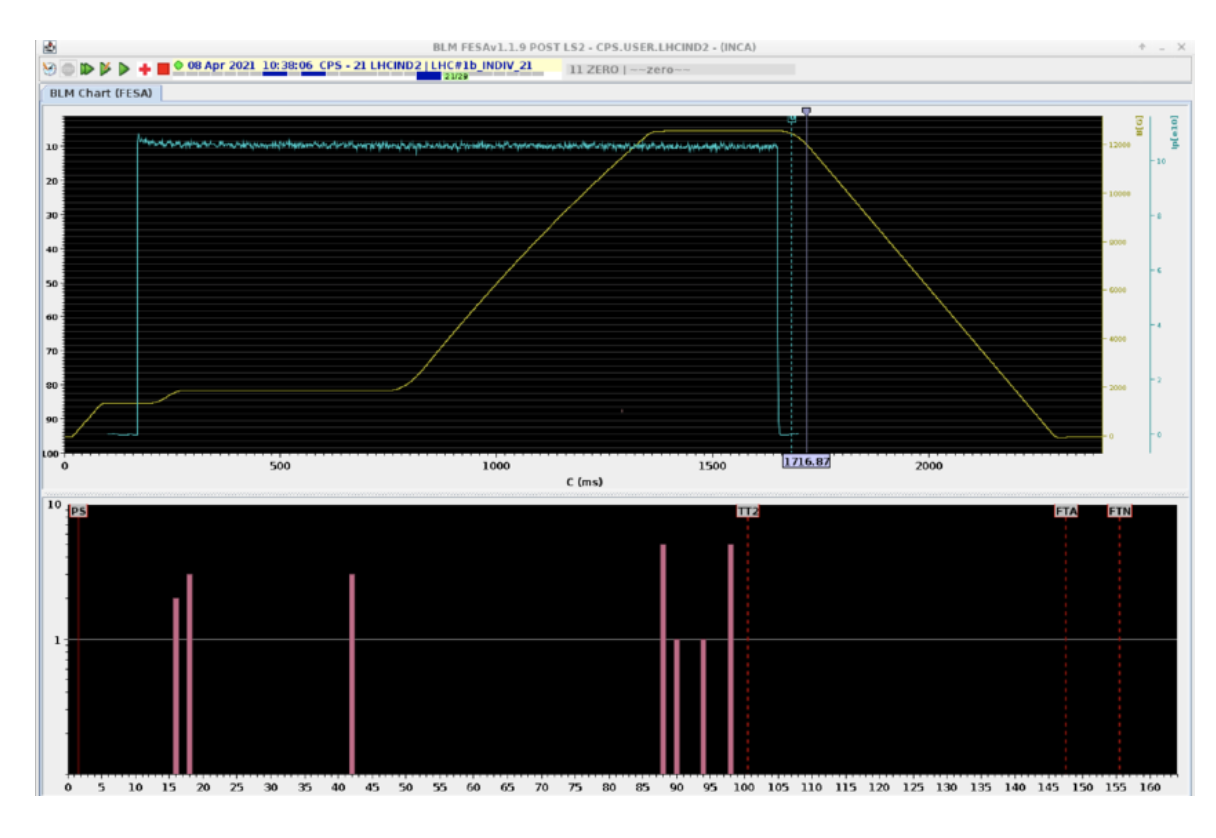 BLM FESAv1.1.9 POST LS2 - CPS.USER.LHCIND2 - (INCA)
08 Apr 2021 10:38:06 CPS - 21 LHCIND2 | LHC#1b_INDIV_21
21/29
11 ZERO | ~~zero~~
BLM Chart (FESA)
B[G]
Ip[e10]
10
20
30
40
50
60
70
80
90
100
12000
10000
8000
6000
4000
2000
0
10
8
6
4
2
0
0 500 1000 1500 1716.87 2000
C (ms)
10
1
PS TT2 FTA FTN
0 5 10 15 20 25 30 35 40 45 50 55 60 65 70 75 80 85 90 95 100 105 110 115 120 125 130 135 140 145 150 155 160